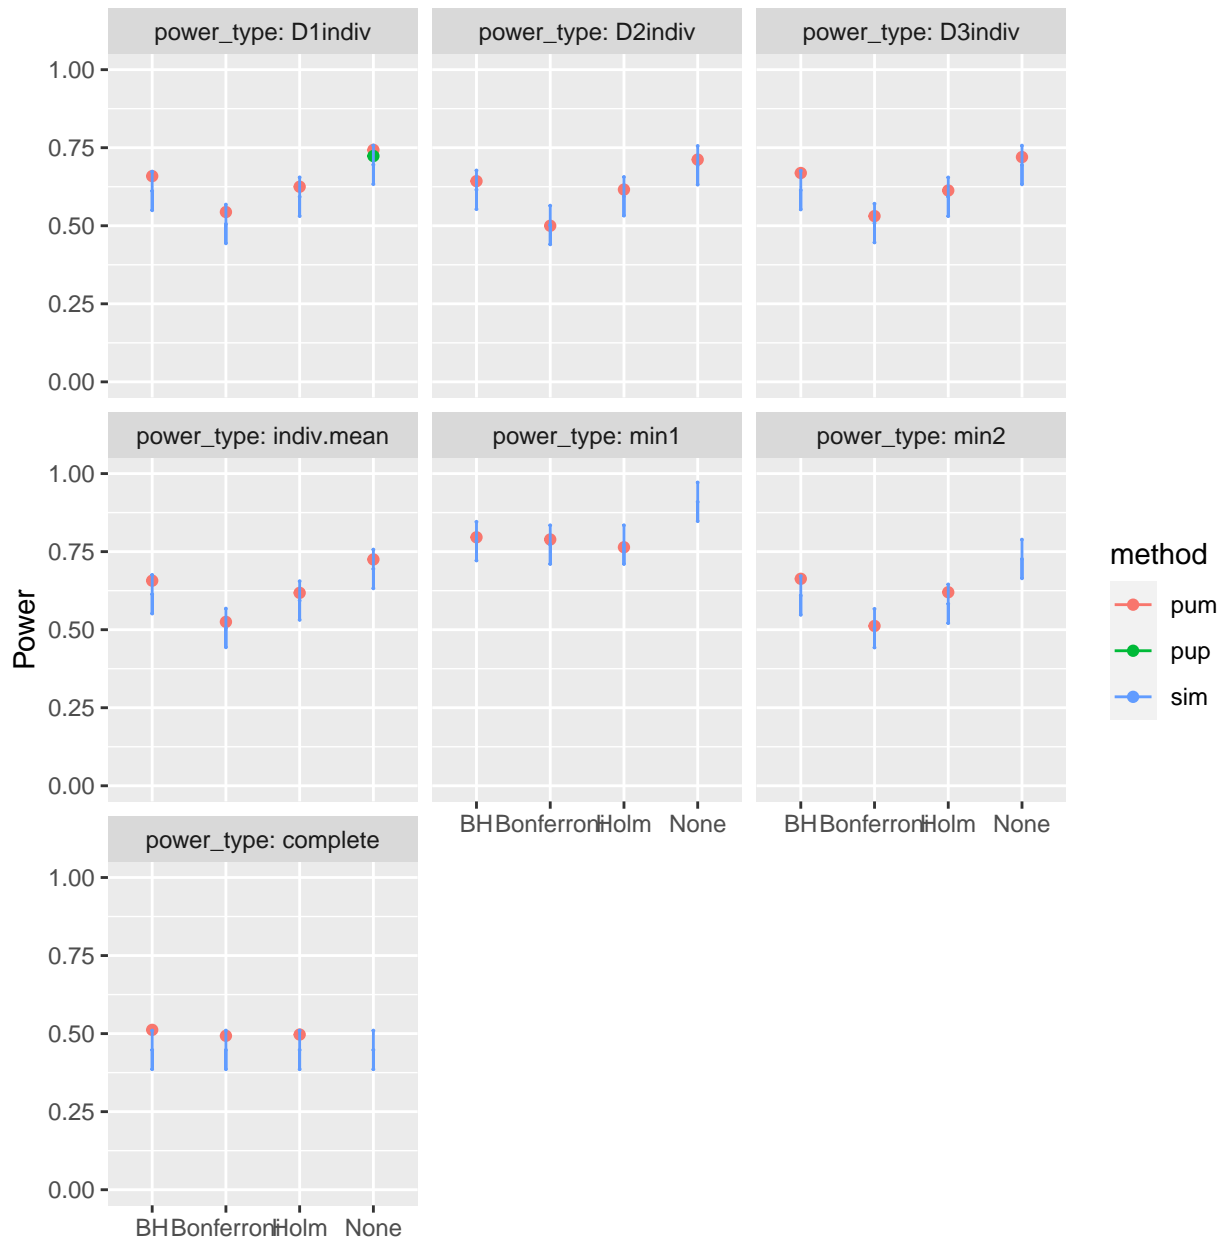 power_type: D1indiv
power_type: D2indiv
power_type: D3indiv
1.00
0.75
0.50
0.25
0.00
power_type: indiv.mean
power_type: min1
power_type: min2
1.00
0.75
0.50
0.25
0.00
Power
method
pum
pup
sim
BH Bonferroni Holm None
BH Bonferroni Holm None
power_type: complete
1.00
0.75
0.50
0.25
0.00
BH Bonferroni Holm None